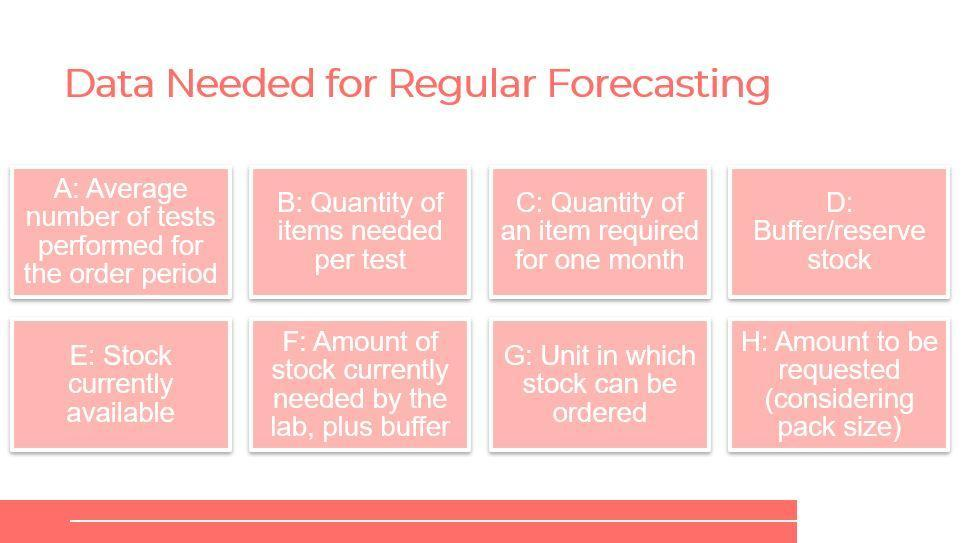 Data Needed for Regular Forecasting
A: Average
number of tests
performed for
the order period
B: Quantity of
items needed
per test
C: Quantity of
an item required
for one month
D:
Buffer/reserve
stock
E: Stock
currently
available
F: Amount of
stock currently
needed by the
lab, plus buffer
G: Unit in which
stock can be
ordered
H: Amount to be
requested
(considering
pack size)